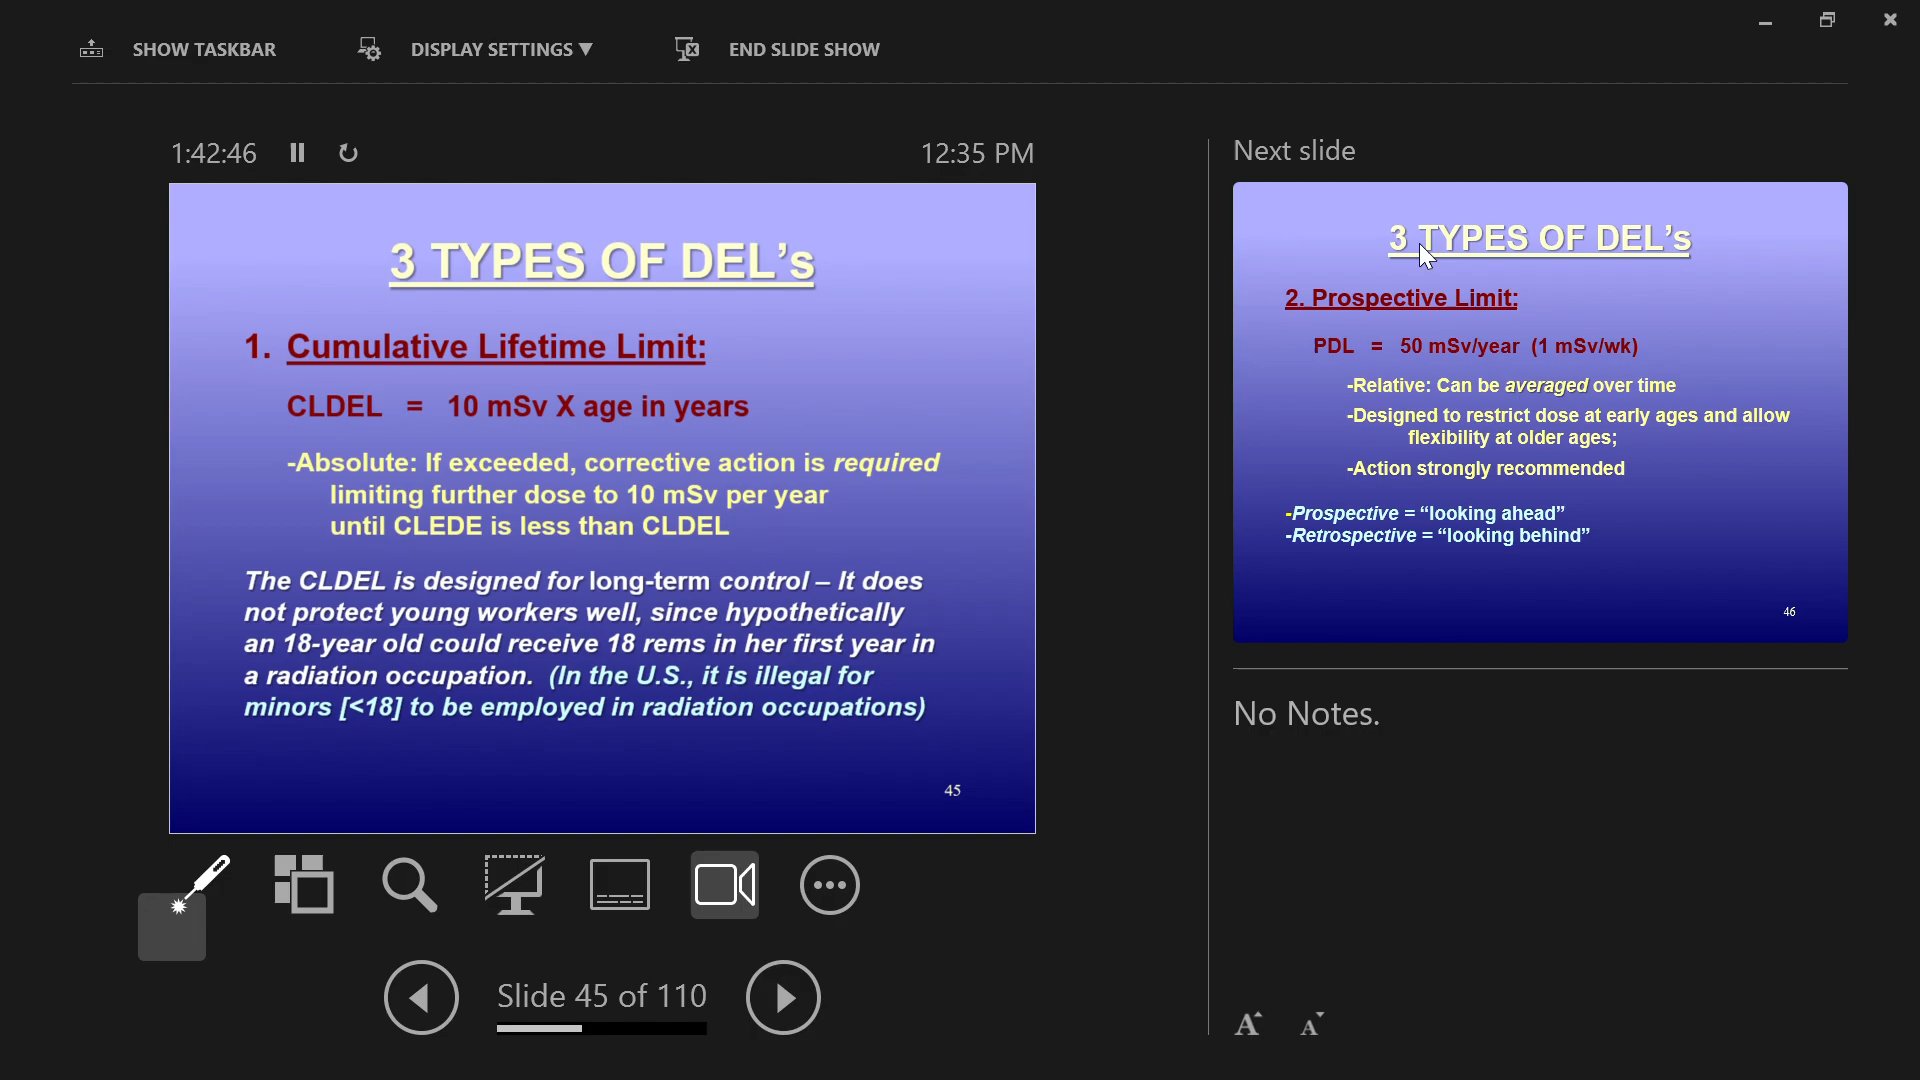 SHOW TASKBAR
DISPLAY SETTINGS ▼
END SLIDE SHOW
1:42:46
12:35 PM
3 TYPES OF DEL’s
1. Cumulative Lifetime Limit:
CLDEL = 10 mSv X age in years
-Absolute: If exceeded, corrective action is required
limiting further dose to 10 mSv per year
until CLEDE is less than CLDEL
The CLDEL is designed for long-term control – It does
not protect young workers well, since hypothetically
an 18-year old could receive 18 rems in her first year in
a radiation occupation. (In the U.S., it is illegal for
minors [<18] to be employed in radiation occupations)
45
Slide 45 of 110
Next slide
3 TYPES OF DEL’s
2. Prospective Limit:
PDL = 50 mSv/year (1 mSv/wk)
-Relative: Can be averaged over time
-Designed to restrict dose at early ages and allow
flexibility at older ages;
-Action strongly recommended
-Prospective = “looking ahead”
-Retrospective = “looking behind”
46
No Notes.
A A